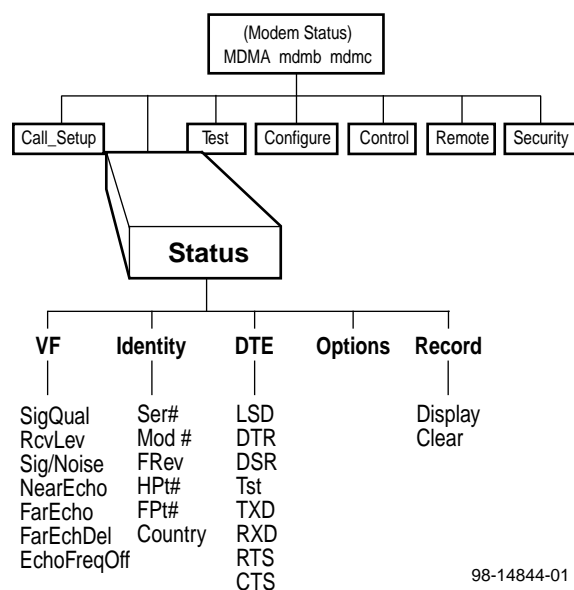 (Modem Status)
MDMA mdmb mdmc
Call_Setup Test Configure Control Remote Security
Status
VF Identity DTE Options Record
SigQual
RcvLev
Sig/Noise
NearEcho
FarEcho
FarEchDel
EchoFreqOff
Ser#
Mod #
FRev
HPt#
FPt#
Country
LSD
DTR
DSR
Tst
TXD
RXD
RTS
CTS
Display
Clear
98-14844-01